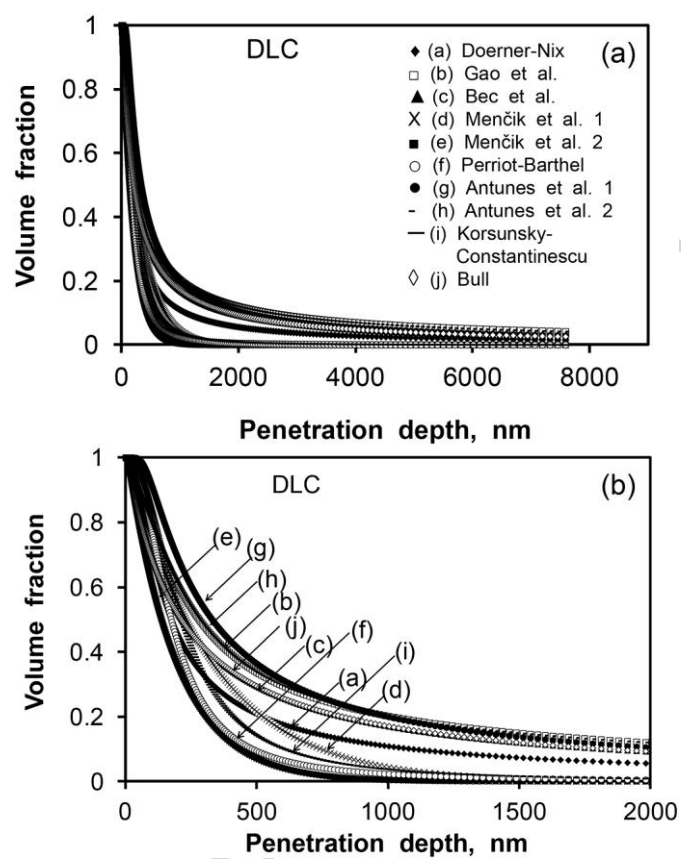 DLC
(a)
(a) Doerner-Nix
(b) Gao et al.
(c) Bec et al.
(d) Menčik et al. 1
(e) Menčik et al. 2
(f) Perriot-Barthel
(g) Antunes et al. 1
(h) Antunes et al. 2
(i) Korsunsky-
Constantinescu
(j) Bull
Volume fraction
1
0.8
0.6
0.4
0.2
0
0 2000 4000 6000 8000
Penetration depth, nm
DLC
(b)
Volume fraction
1
0.8
0.6
0.4
0.2
0
(e)
(g)
(h)
(b)
(j)
(c)
(f)
(a)
(i)
(d)
0 500 1000 1500 2000
Penetration depth, nm